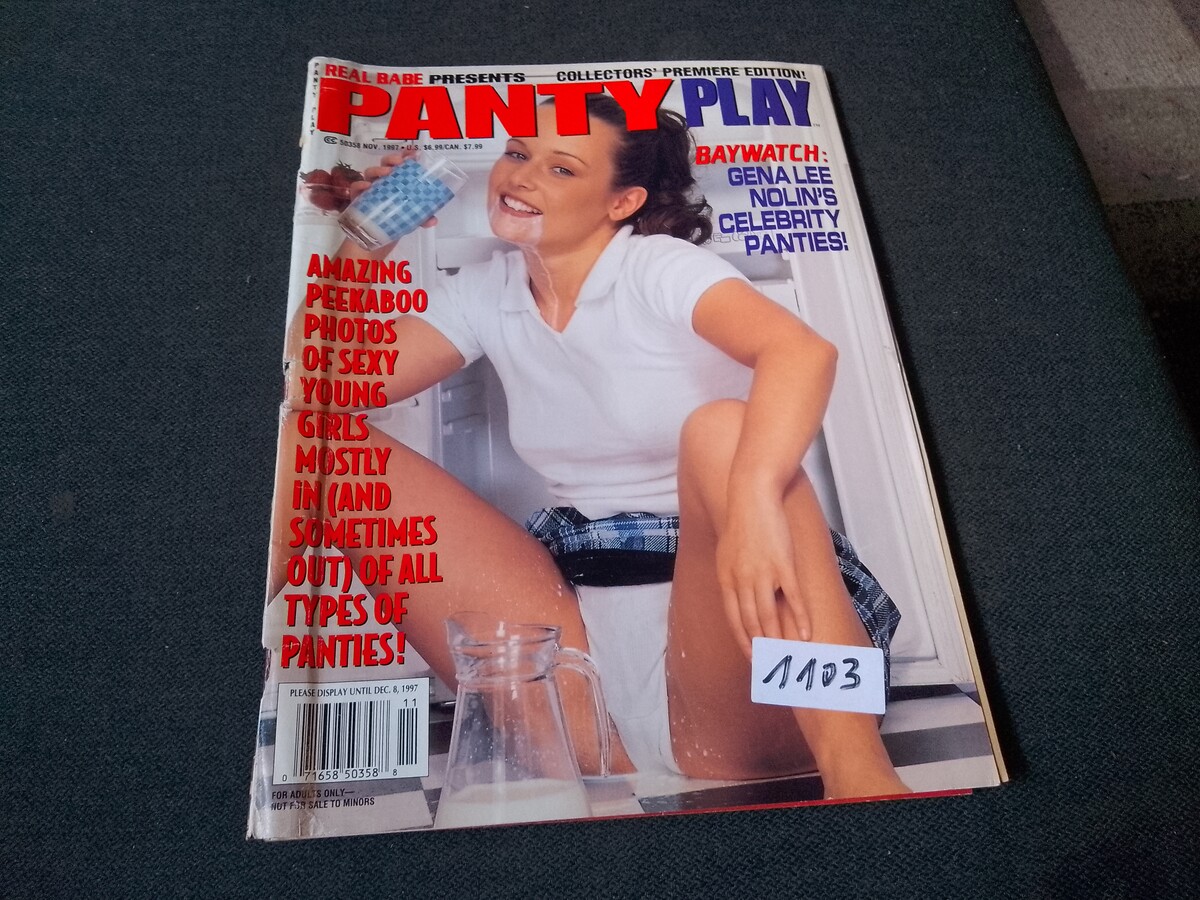 REAL BABE PRESENTS COLLECTORS' PREMIERE EDITION!
PANTY PLAY™
PANTY PLAY
50358 NOV. 1997 • U.S. $6.99/CAN. $7.99
BAYWATCH:
GENA LEE
NOLIN'S
CELEBRITY
PANTIES!
AMAZING
PEEKABOO
PHOTOS
OF SEXY
YOUNG
GIRLS
MOSTLY
IN (AND
SOMETIMES
OUT) OF ALL
TYPES OF
PANTIES!
1103
PLEASE DISPLAY UNTIL DEC. 8, 1997
11
0 71658 50358 8
FOR ADULTS ONLY—
NOT FOR SALE TO MINORS